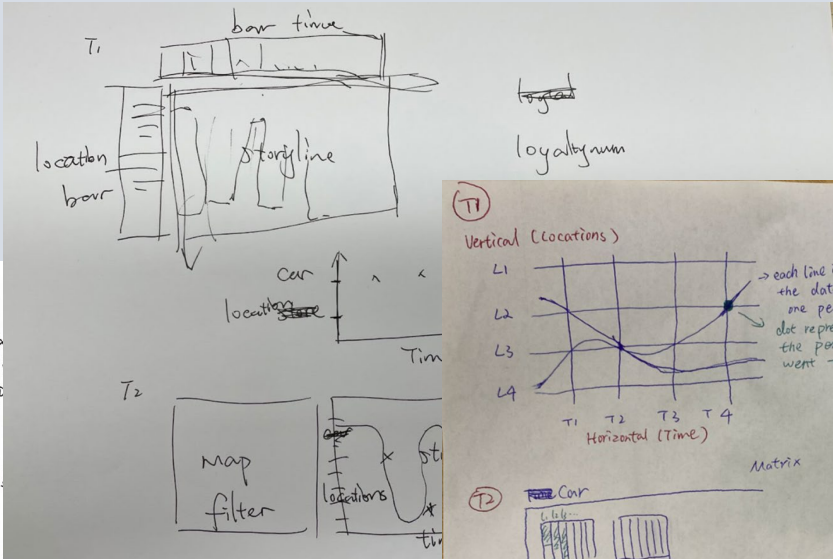 T1
bar time
location
bar
storyline
loyaltynum
car
location
Time
T2
map
filter
locations
T1
Vertical (Locations)
L1
L2
L3
L4
T1 T2 T3 T4
Horizontal (Time)
→ each line
the dat
one pe
dot repre
the per
went
Matrix
T2
Car